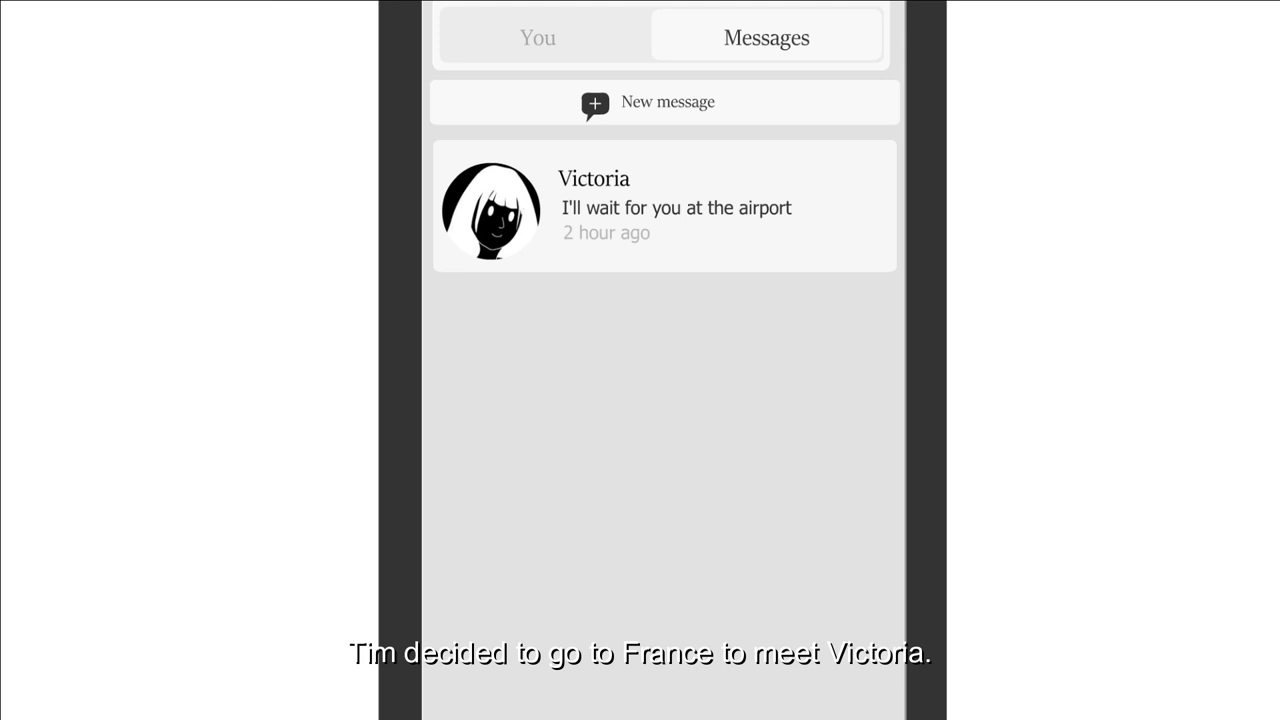 You
Messages
New message
Victoria
I'll wait for you at the airport
2 hour ago
Tim decided to go to France to meet Victoria.